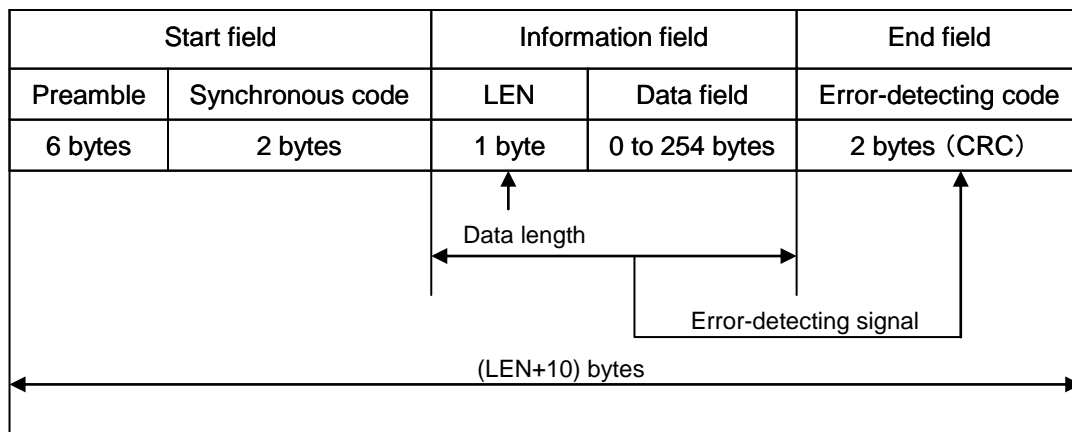 Start field Information field End field
Preamble Synchronous code LEN Data field Error-detecting code
6 bytes 2 bytes 1 byte 0 to 254 bytes 2 bytes (CRC)
Data length
Error-detecting signal
(LEN+10) bytes